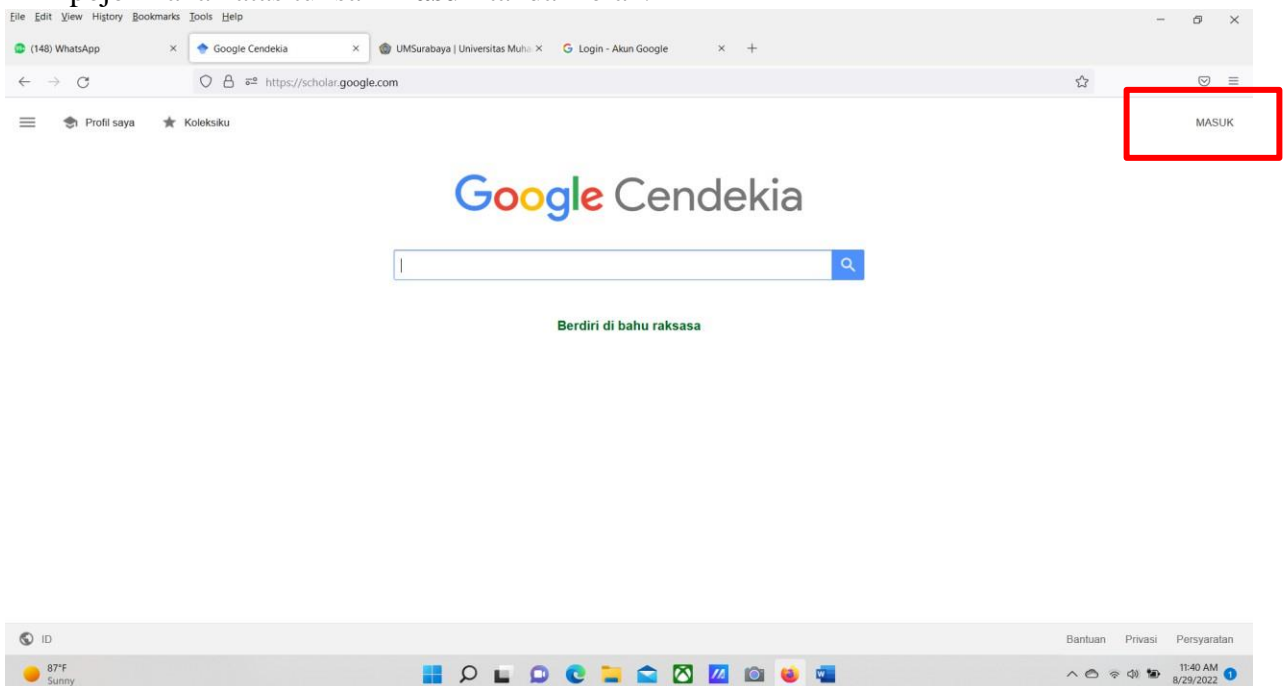 File Edit View History Bookmarks Tools Help
(148) WhatsApp Google Cendekia UMSurabaya | Universitas Muha Login - Akun Google
https://scholar.google.com
Profil saya Koleksiku MASUK
Google Cendekia
Berdiri di bahu raksasa
ID Bantuan Privasi Persyaratan
87°F 11:40 AM
Sunny 8/29/2022 1